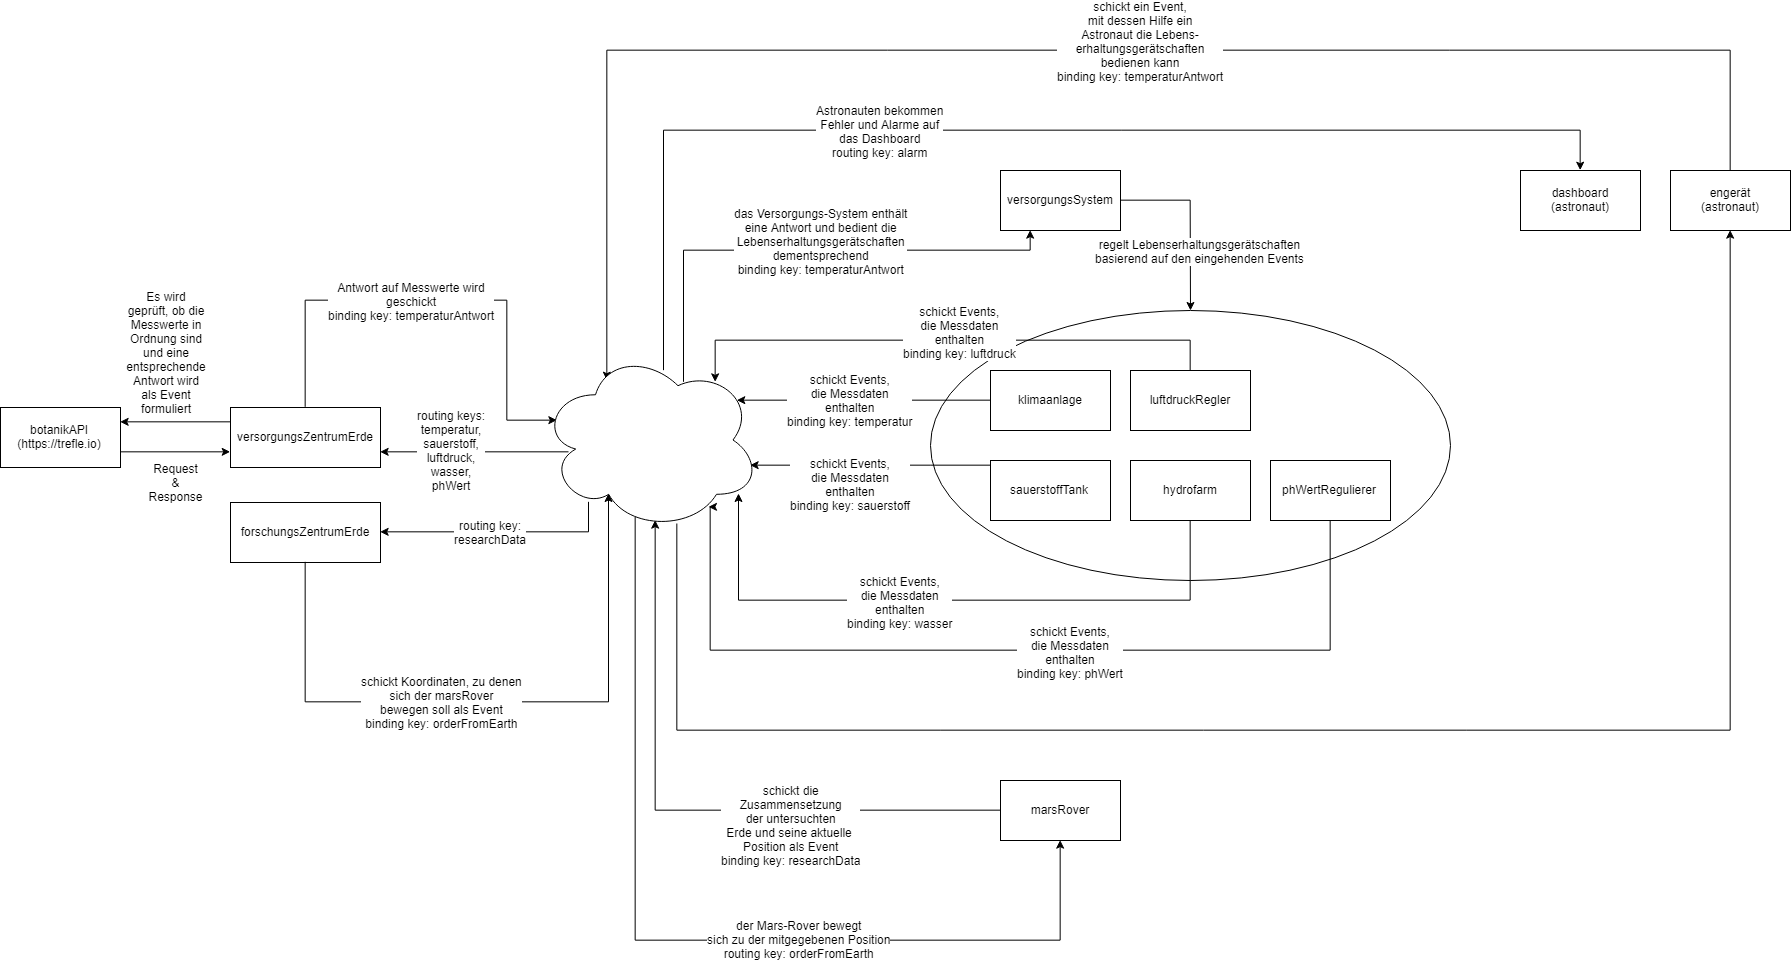 schickt ein Event,
mit dessen Hilfe ein
Astronaut die Lebens-
erhaltungsgerätschaften
bedienen kann
binding key: temperaturAntwort
Astronauten bekommen
Fehler und Alarme auf
das Dashboard
routing key: alarm
versorgungsSystem
dashboard
(astronaut)
engerät
(astronaut)
das Versorgungs-System enthält
eine Antwort und bedient die
Lebenserhaltungsgerätschaften
dementsprechend
binding key: temperaturAntwort
regelt Lebenserhaltungsgerätschaften
basierend auf den eingehenden Events
Es wird
geprüft, ob die
Messwerte in
Ordnung sind
und eine
entsprechende
Antwort wird
als Event
formuliert
Antwort auf Messwerte wird
geschickt
binding key: temperaturAntwort
schickt Events,
die Messdaten
enthalten
binding key: luftdruck
schickt Events,
die Messdaten
enthalten
binding key: temperatur
klimaanlage
luftdruckRegler
botanikAPI
(https://trefle.io)
versorgungsZentrumErde
routing keys:
temperatur,
sauerstoff,
luftdruck,
wasser,
phWert
Request
&
Response
schickt Events,
die Messdaten
enthalten
binding key: sauerstoff
sauerstoffTank
hydrofarm
phWertRegulierer
forschungsZentrumErde
routing key:
researchData
schickt Events,
die Messdaten
enthalten
binding key: wasser
schickt Events,
die Messdaten
enthalten
binding key: phWert
schickt Koordinaten, zu denen
sich der marsRover
bewegen soll als Event
binding key: orderFromEarth
schickt die
Zusammensetzung
der untersuchten
Erde und seine aktuelle
Position als Event
binding key: researchData
marsRover
der Mars-Rover bewegt
sich zu der mitgegebenen Position
routing key: orderFromEarth